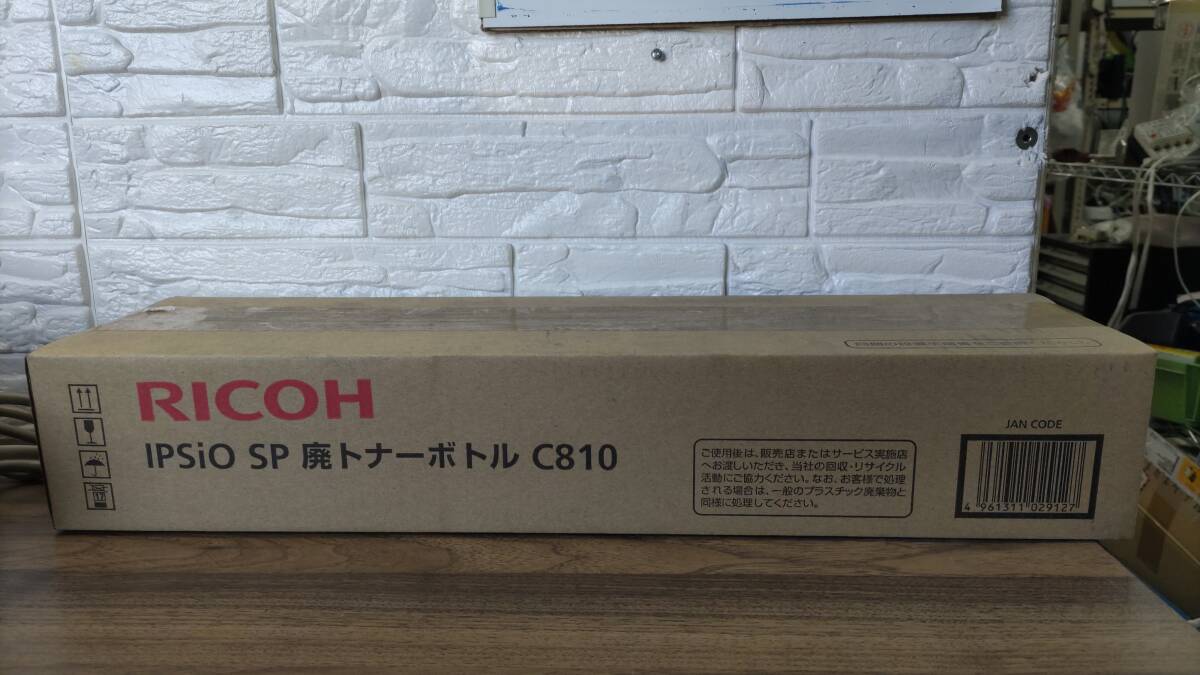 RICOH
IPSiO SP 廃トナーボトル C810
ご使用後は、販売店またはサービス実施店
へお渡しいただき、当社の回収・リサイクル
活動にご協力ください。なお、お客様で処理
される場合は、一般のプラスチック廃棄物と
同様に処理してください。
JAN CODE
4 961311 029127